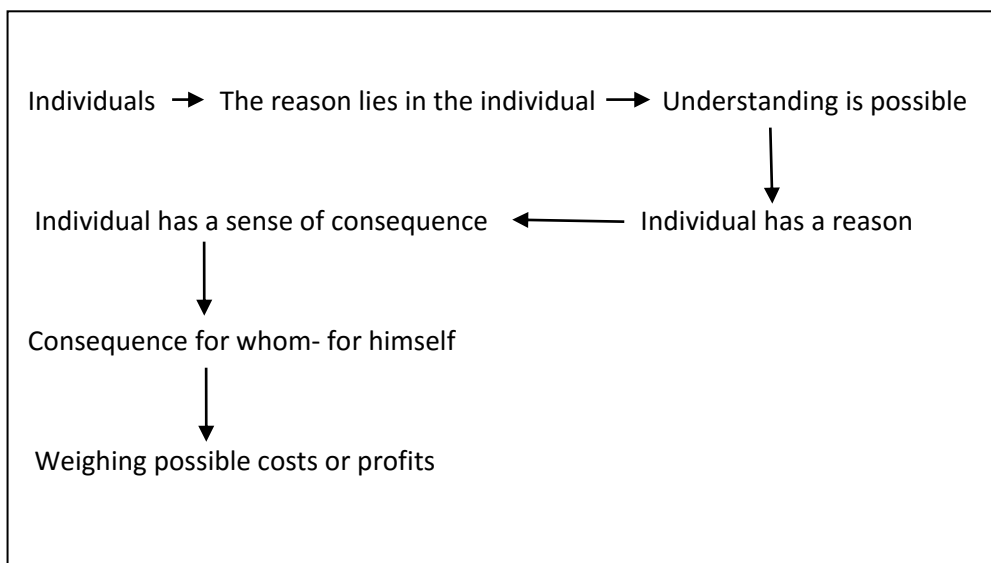 Individuals → The reason lies in the individual → Understanding is possible
Individual has a reason
Individual has a sense of consequence
Consequence for whom- for himself
Weighing possible costs or profits